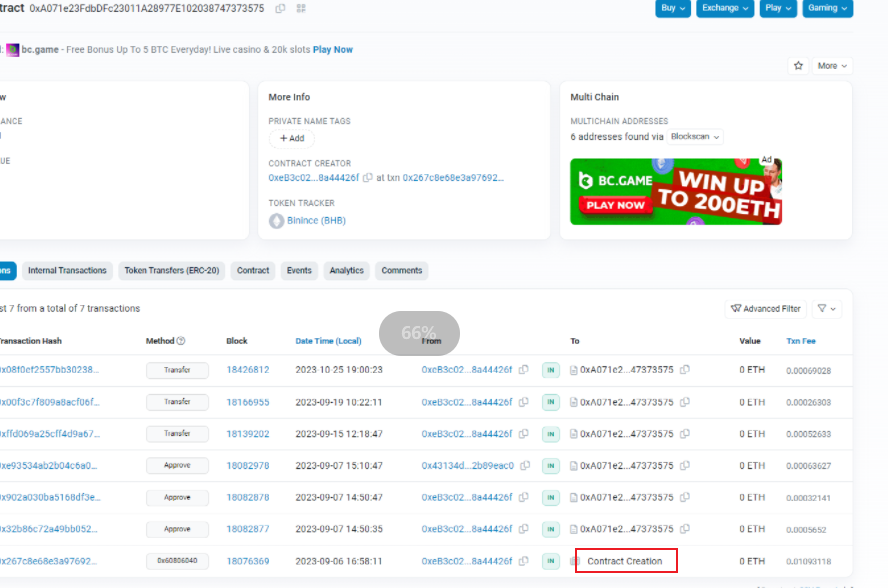 tract 0xA071e23FdbDFc23011A28977E102038747373575 Buy Exchange Play Gaming
: bc.game - Free Bonus Up To 5 BTC Everyday! Live casino & 20k slots Play Now
More
w More Info Multi Chain
ANCE PRIVATE NAME TAGS MULTICHAIN ADDRESSES
+ Add 6 addresses found via Blockscan
UE CONTRACT CREATOR Ad
0xeB3c02...8a44426f at txn 0x267c8e68e3a97692... BC.GAME WIN UP
TOKEN TRACKER PLAY NOW TO 200ETH
Binince (BHB)
ons Internal Transactions Token Transfers (ERC-20) Contract Events Analytics Comments
st 7 from a total of 7 transactions Advanced Filter
66%
Transaction Hash Method Block Date Time (Local) From To Value Txn Fee
0x08f0ef2557bb30238... Transfer 18426812 2023-10-25 19:00:23 0xeB3c02...8a44426f IN 0xA071e2...47373575 0 ETH 0.00069028
0x00f3c7f809a8acf06f... Transfer 18166955 2023-09-19 10:22:11 0xeB3c02...8a44426f IN 0xA071e2...47373575 0 ETH 0.00026303
0xffd069a25cff4d9a67... Transfer 18139202 2023-09-15 12:18:47 0xeB3c02...8a44426f IN 0xA071e2...47373575 0 ETH 0.00052633
0xe93534ab2b04c6a0... Approve 18082978 2023-09-07 15:10:47 0x43134d...2b89eac0 IN 0xA071e2...47373575 0 ETH 0.00063627
0x902a030ba5168df3e... Approve 18082878 2023-09-07 14:50:47 0xeB3c02...8a44426f IN 0xA071e2...47373575 0 ETH 0.00032141
0x32b86c72a49bb052... Approve 18082877 2023-09-07 14:50:35 0xeB3c02...8a44426f IN 0xA071e2...47373575 0 ETH 0.0005652
0x267c8e68e3a97692... 0x60806040 18076369 2023-09-06 16:58:11 0xeB3c02...8a44426f IN Contract Creation 0 ETH 0.01093118